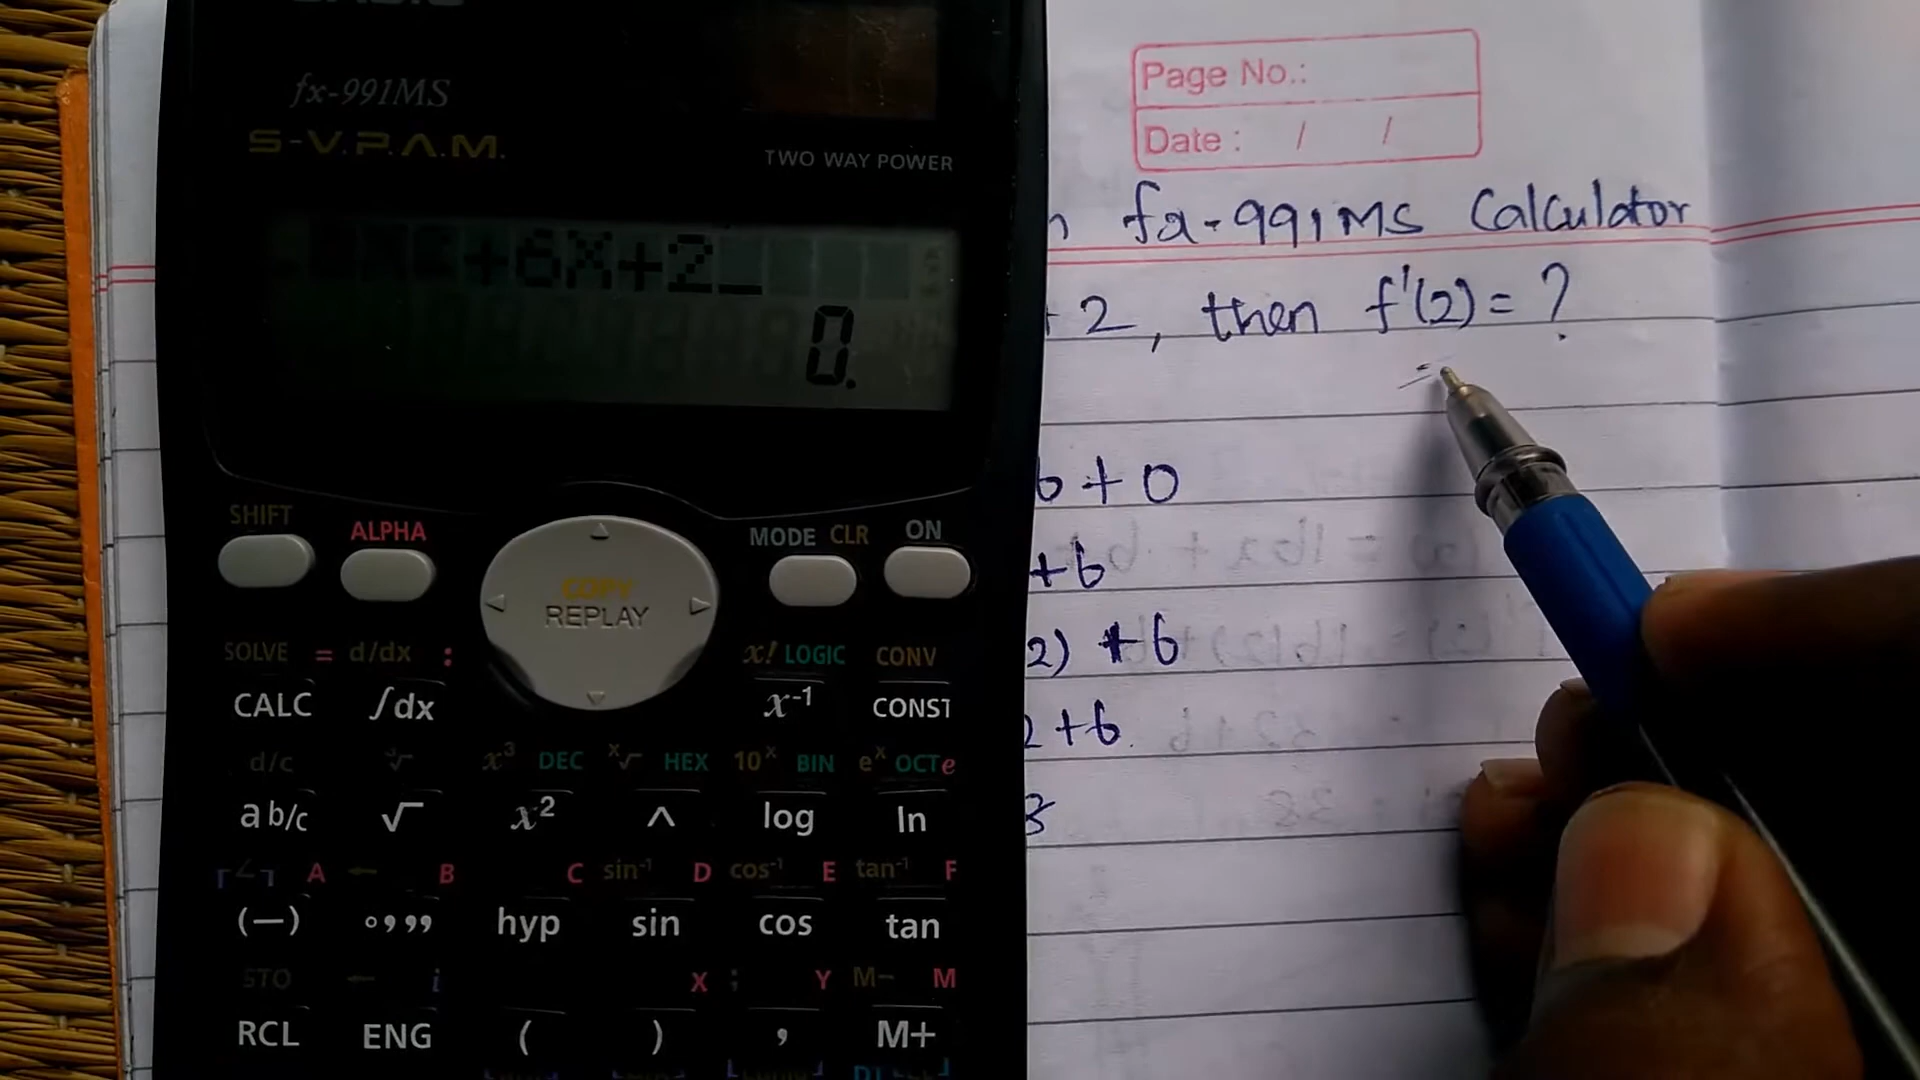 fx-991MS
S-V.P.A.M.
TWO WAY POWER
+6X+2_
0.
SHIFT ALPHA MODE CLR ON
COPY
REPLAY
SOLVE = d/dx : x! LOGIC CONV
CALC ∫dx x⁻¹ CONST
d/c ³√ x³ DEC ˣ√ HEX 10ˣ BIN eˣ OCT e
a b/c √ x² ^ log ln
∠ A ← B C sin⁻¹ D cos⁻¹ E tan⁻¹ F
(—) °,,, hyp sin cos tan
STO ← i X ; Y M− M
RCL ENG ( ) , M+
Page No.:
Date : / /
fx-991MS Calculator
+ 2, then f'(2) = ?
6 + 0
+6
2) + 6
2 + 6